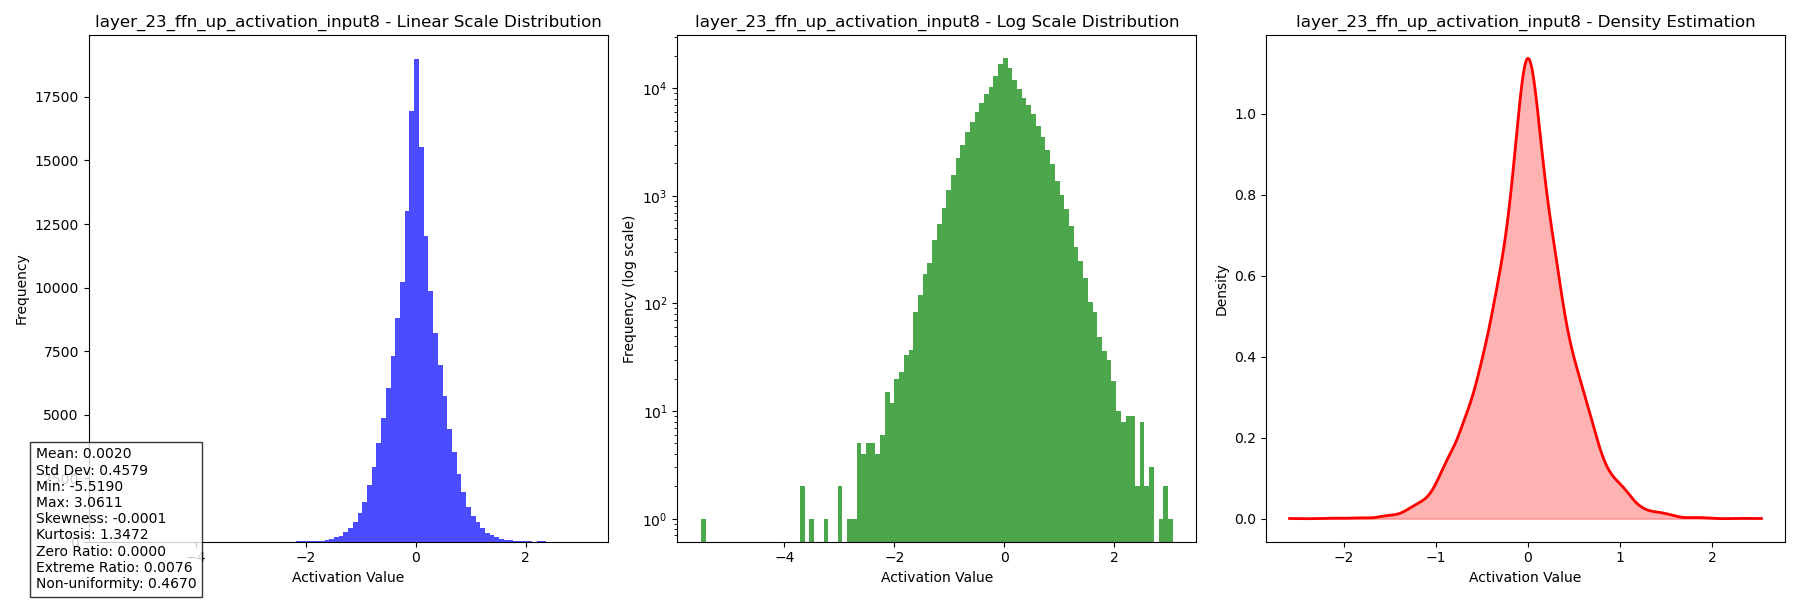 layer_23_ffn_up_activation_input8 - Linear Scale Distribution
Frequency
17500
15000
12500
10000
7500
5000
−2
0
2
Activation Value
Mean: 0.0020
Std Dev: 0.4579
Min: -5.5190
Max: 3.0611
Skewness: -0.0001
Kurtosis: 1.3472
Zero Ratio: 0.0000
Extreme Ratio: 0.0076
Non-uniformity: 0.4670
layer_23_ffn_up_activation_input8 - Log Scale Distribution
Frequency (log scale)
10⁴
10³
10²
10¹
10⁰
−4
−2
0
2
Activation Value
layer_23_ffn_up_activation_input8 - Density Estimation
Density
1.0
0.8
0.6
0.4
0.2
0.0
−2
−1
0
1
2
Activation Value